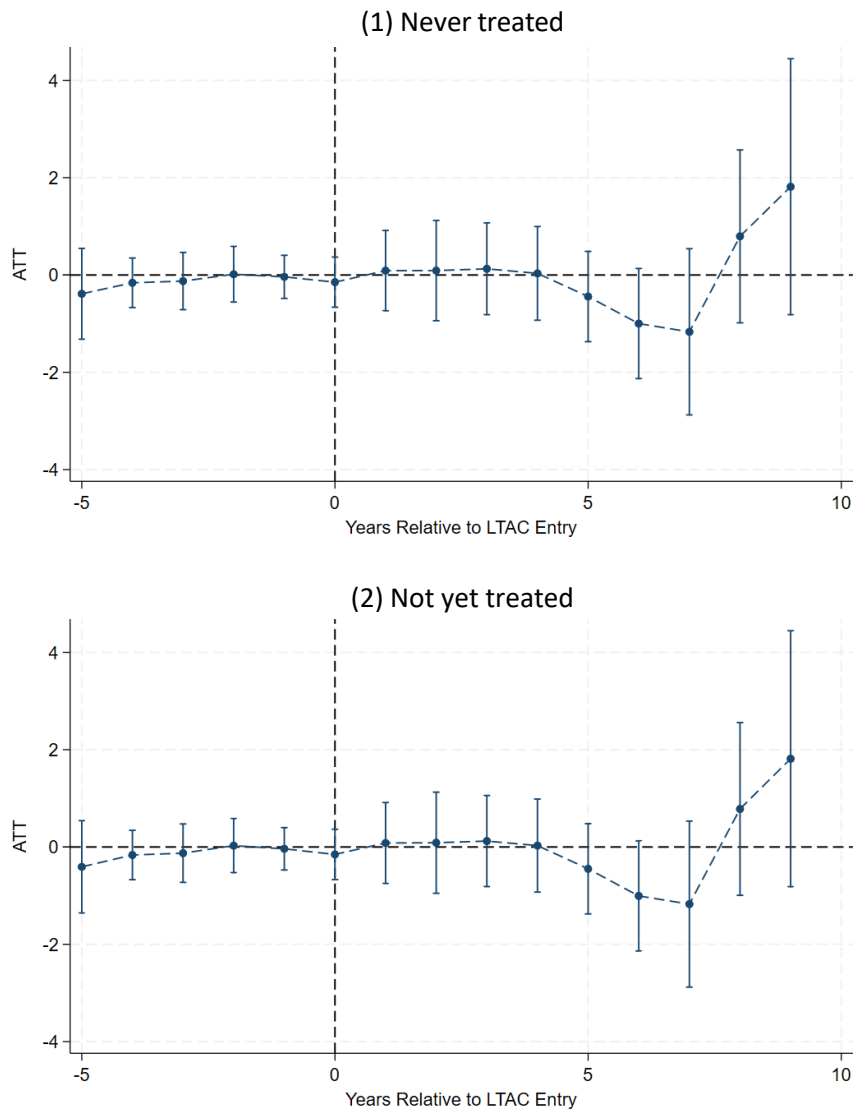 (1) Never treated
4
2
0
-2
-4
ATT
-5 0 5 10
Years Relative to LTAC Entry
(2) Not yet treated
4
2
0
-2
-4
ATT
-5 0 5 10
Years Relative to LTAC Entry